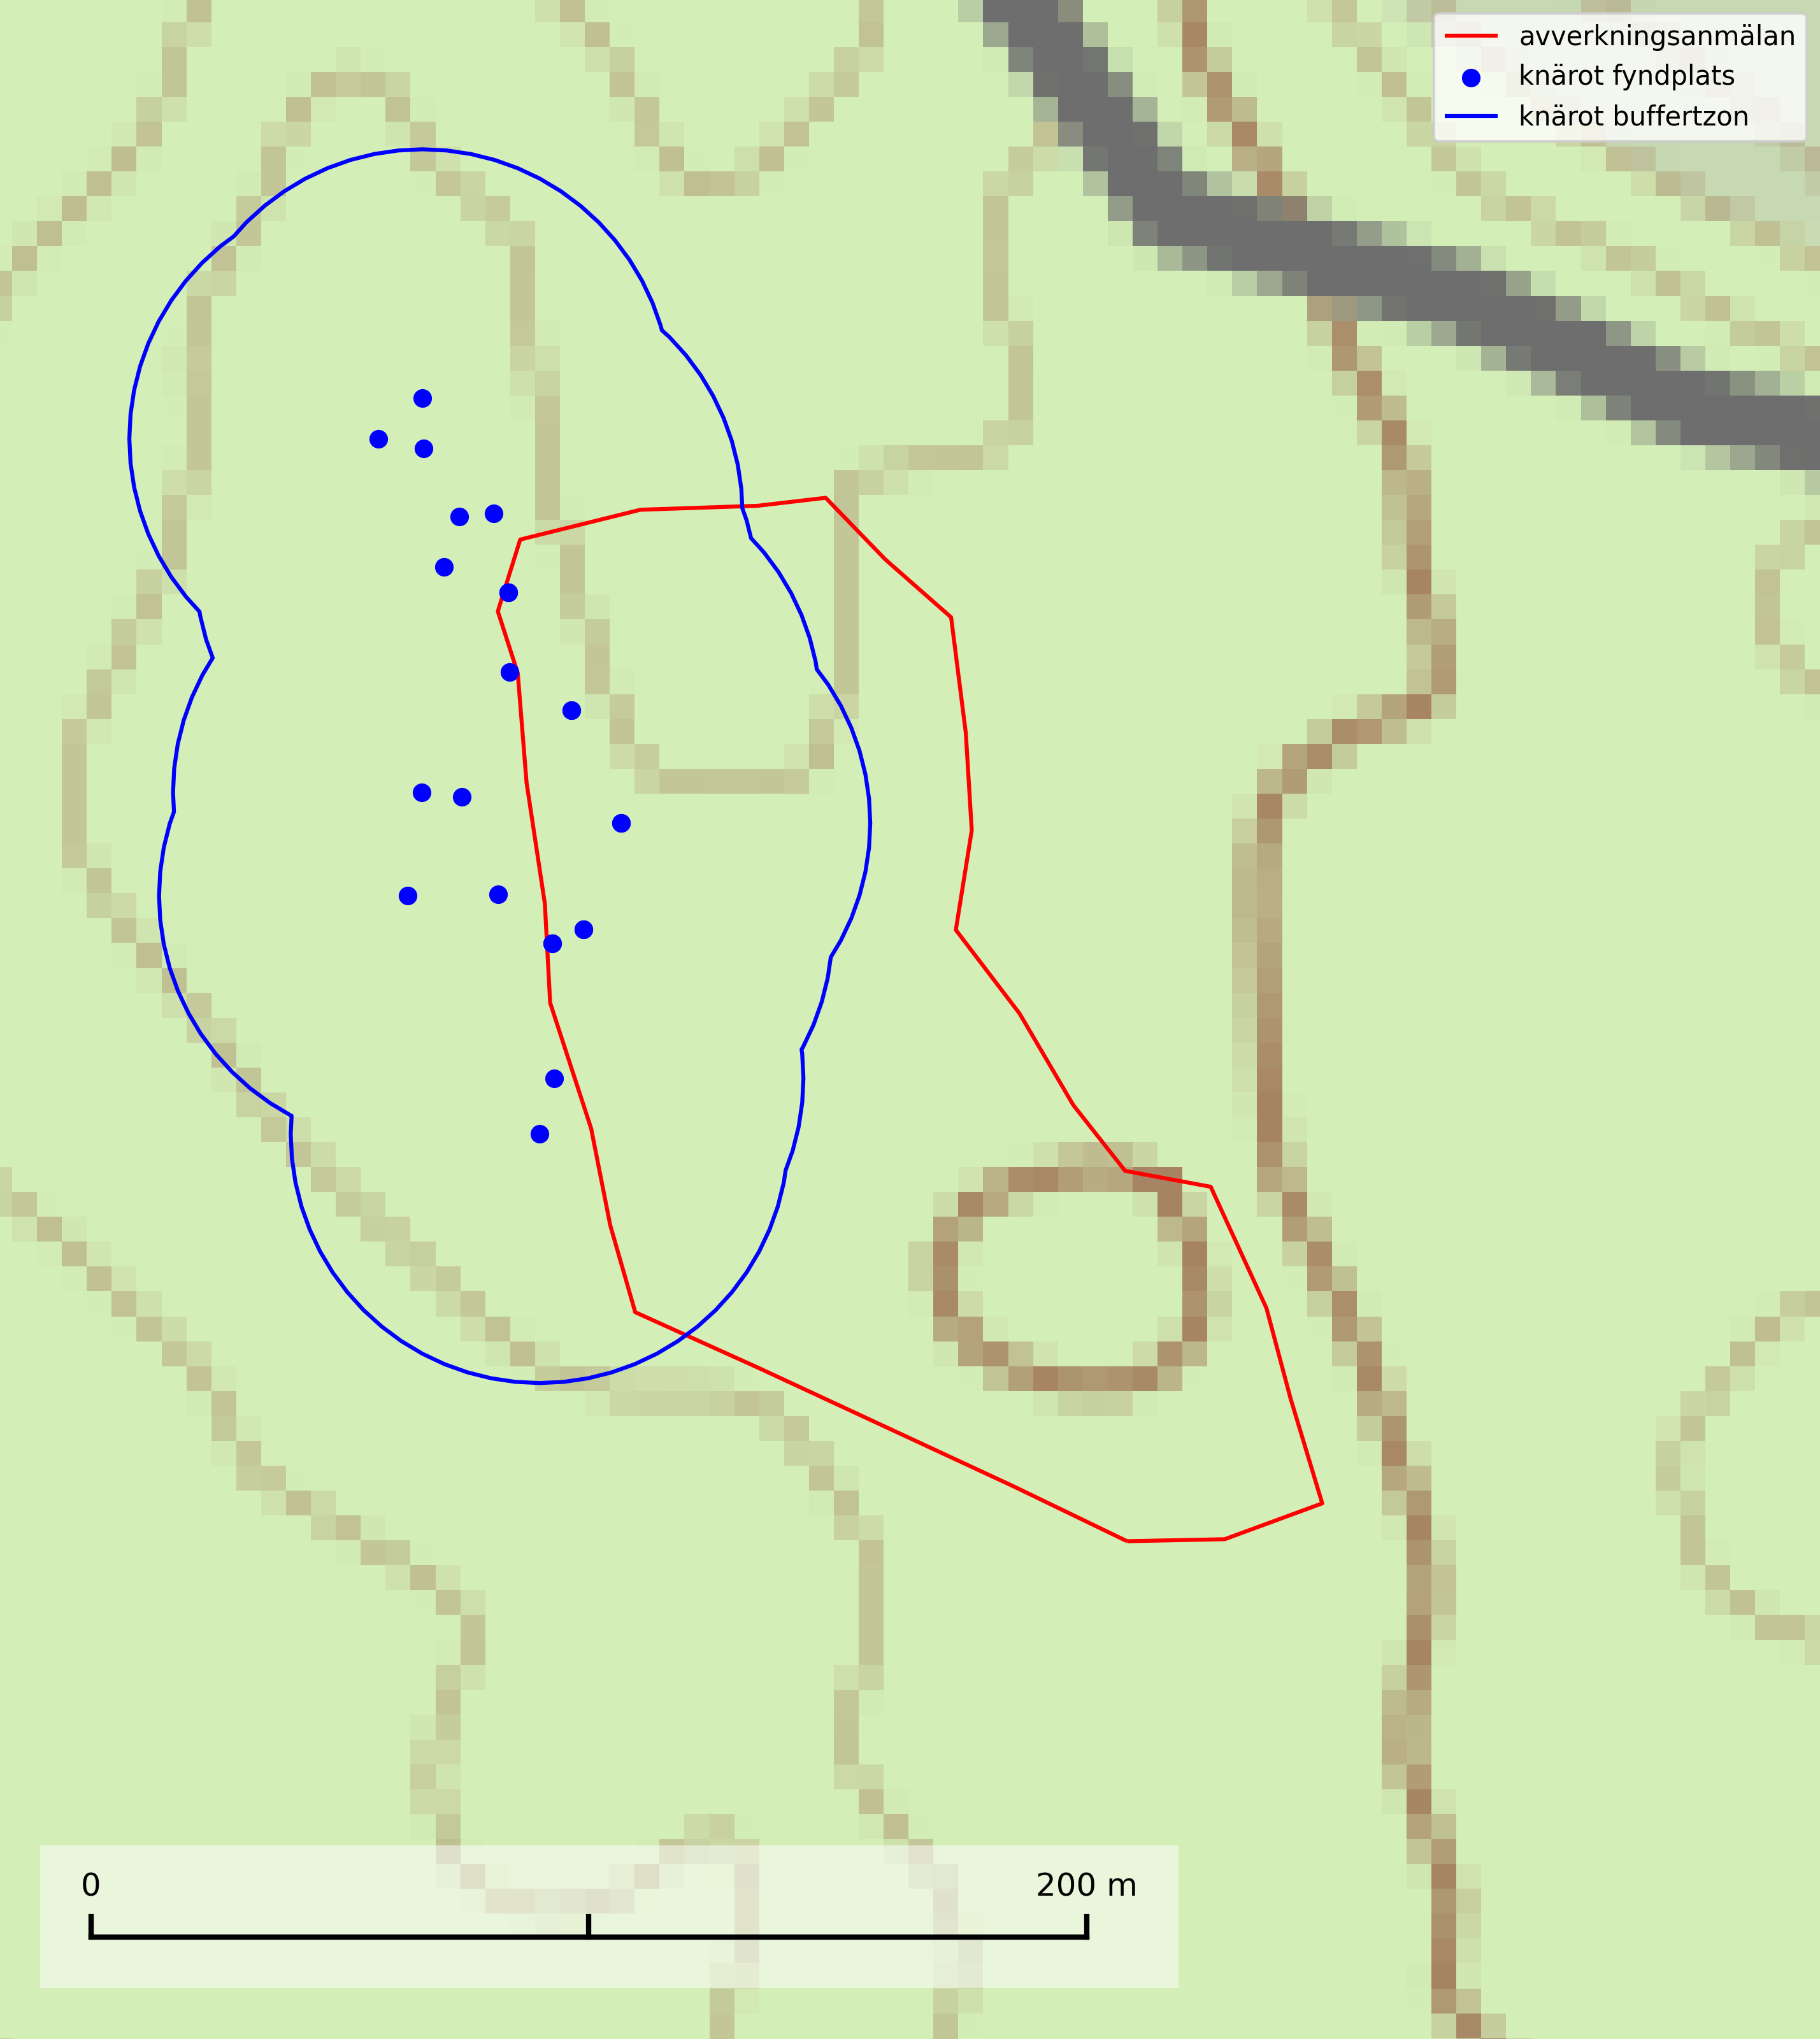 avverkningsanmälan
knärot fyndplats
knärot buffertzon
0
200 m